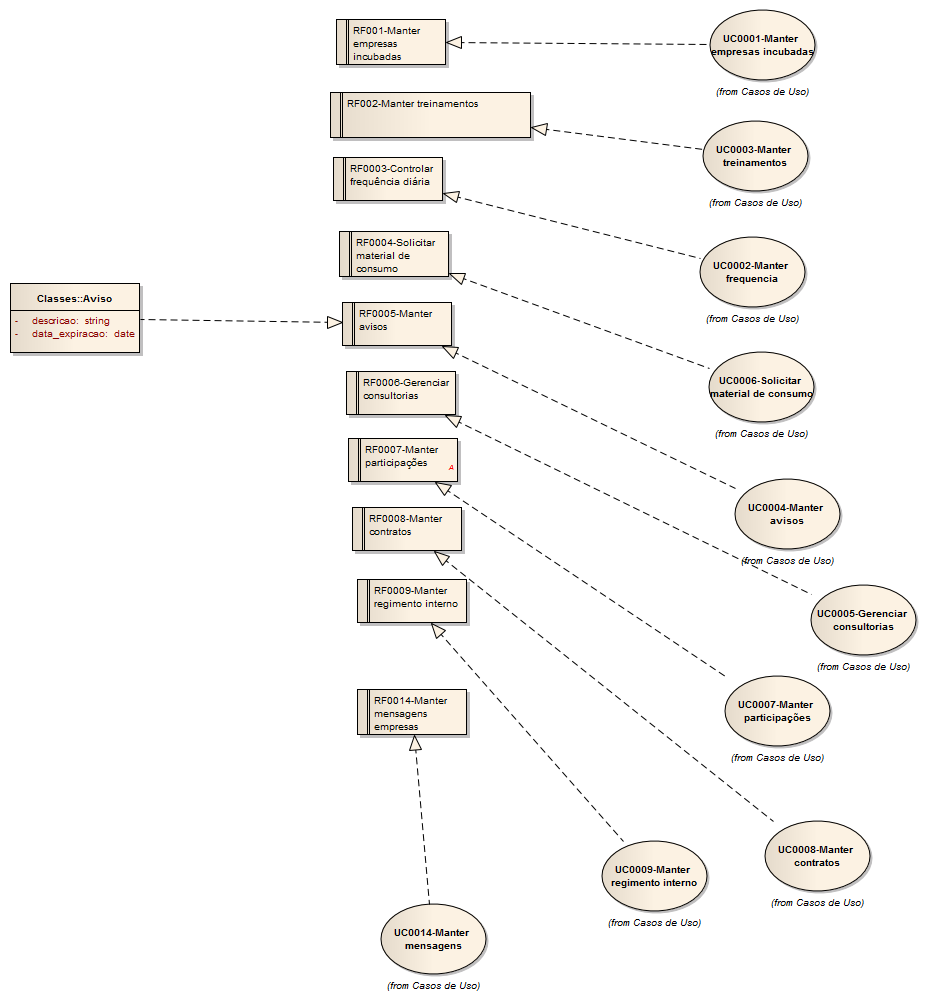 RF001-Manter
empresas
incubadas
UC0001-Manter
empresas incubadas
(from Casos de Uso)
RF002-Manter treinamentos
UC0003-Manter
treinamentos
(from Casos de Uso)
RF0003-Controlar
frequência diária
UC0002-Manter
frequencia
(from Casos de Uso)
RF0004-Solicitar
material de
consumo
Classes::Aviso
- descricao: string
- data_expiracao: date
RF0005-Manter
avisos
UC0006-Solicitar
material de consumo
(from Casos de Uso)
RF0006-Gerenciar
consultorias
RF0007-Manter
participações
A
UC0004-Manter
avisos
(from Casos de Uso)
RF0008-Manter
contratos
RF0009-Manter
regimento interno
UC0005-Gerenciar
consultorias
(from Casos de Uso)
RF0014-Manter
mensagens
empresas
UC0007-Manter
participações
(from Casos de Uso)
UC0008-Manter
contratos
(from Casos de Uso)
UC0009-Manter
regimento interno
(from Casos de Uso)
UC0014-Manter
mensagens
(from Casos de Uso)